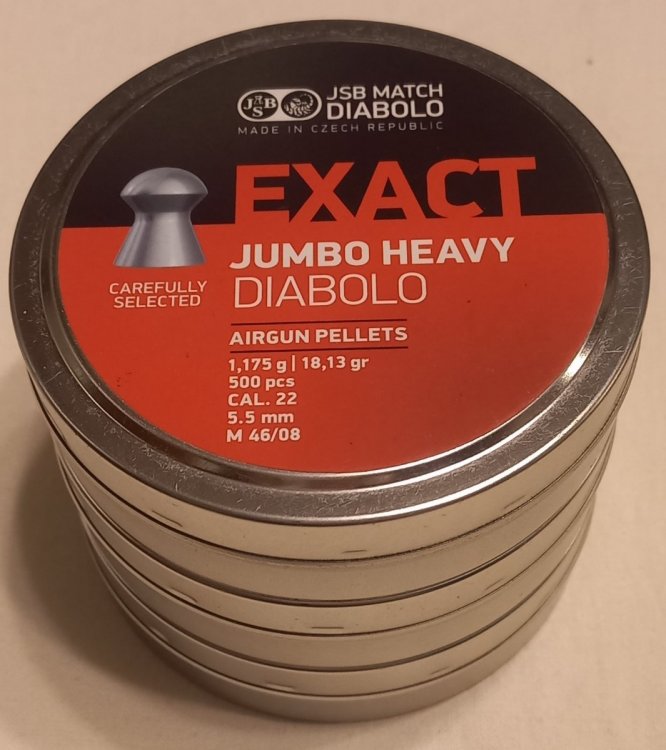 JSB
JSB MATCH
DIABOLO
MADE IN CZECH REPUBLIC
EXACT
JUMBO HEAVY
DIABOLO
CAREFULLY
SELECTED
AIRGUN PELLETS
1,175 g | 18,13 gr
500 pcs
CAL. 22
5.5 mm
M 46/08